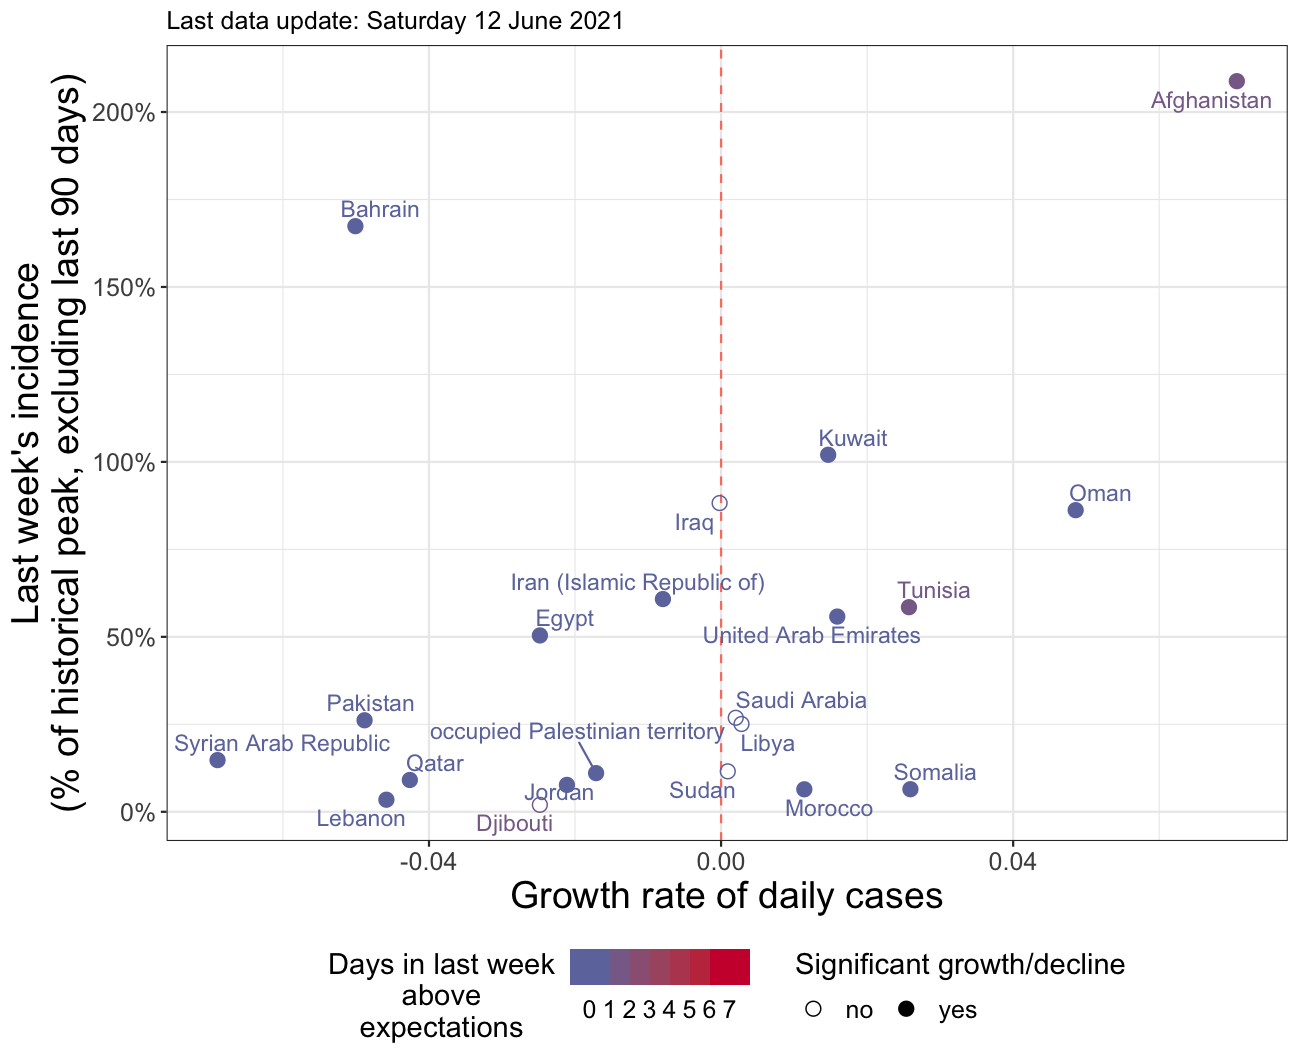 Last data update: Saturday 12 June 2021
Last week's incidence
(% of historical peak, excluding last 90 days)
200%
150%
100%
50%
0%
Afghanistan
Bahrain
Kuwait
Oman
Iraq
Iran (Islamic Republic of)
Tunisia
Egypt
United Arab Emirates
Pakistan
Saudi Arabia
occupied Palestinian territory
Syrian Arab Republic
Libya
Qatar
Somalia
Jordan
Sudan
Morocco
Lebanon
Djibouti
-0.04 0.00 0.04
Growth rate of daily cases
Days in last week
above
expectations
0 1 2 3 4 5 6 7
Significant growth/decline
no yes